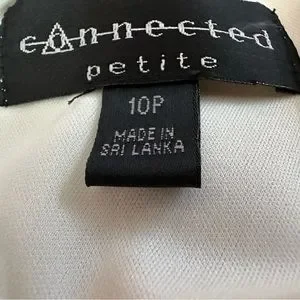 connected
petite
10P
MADE IN
SRI LANKA